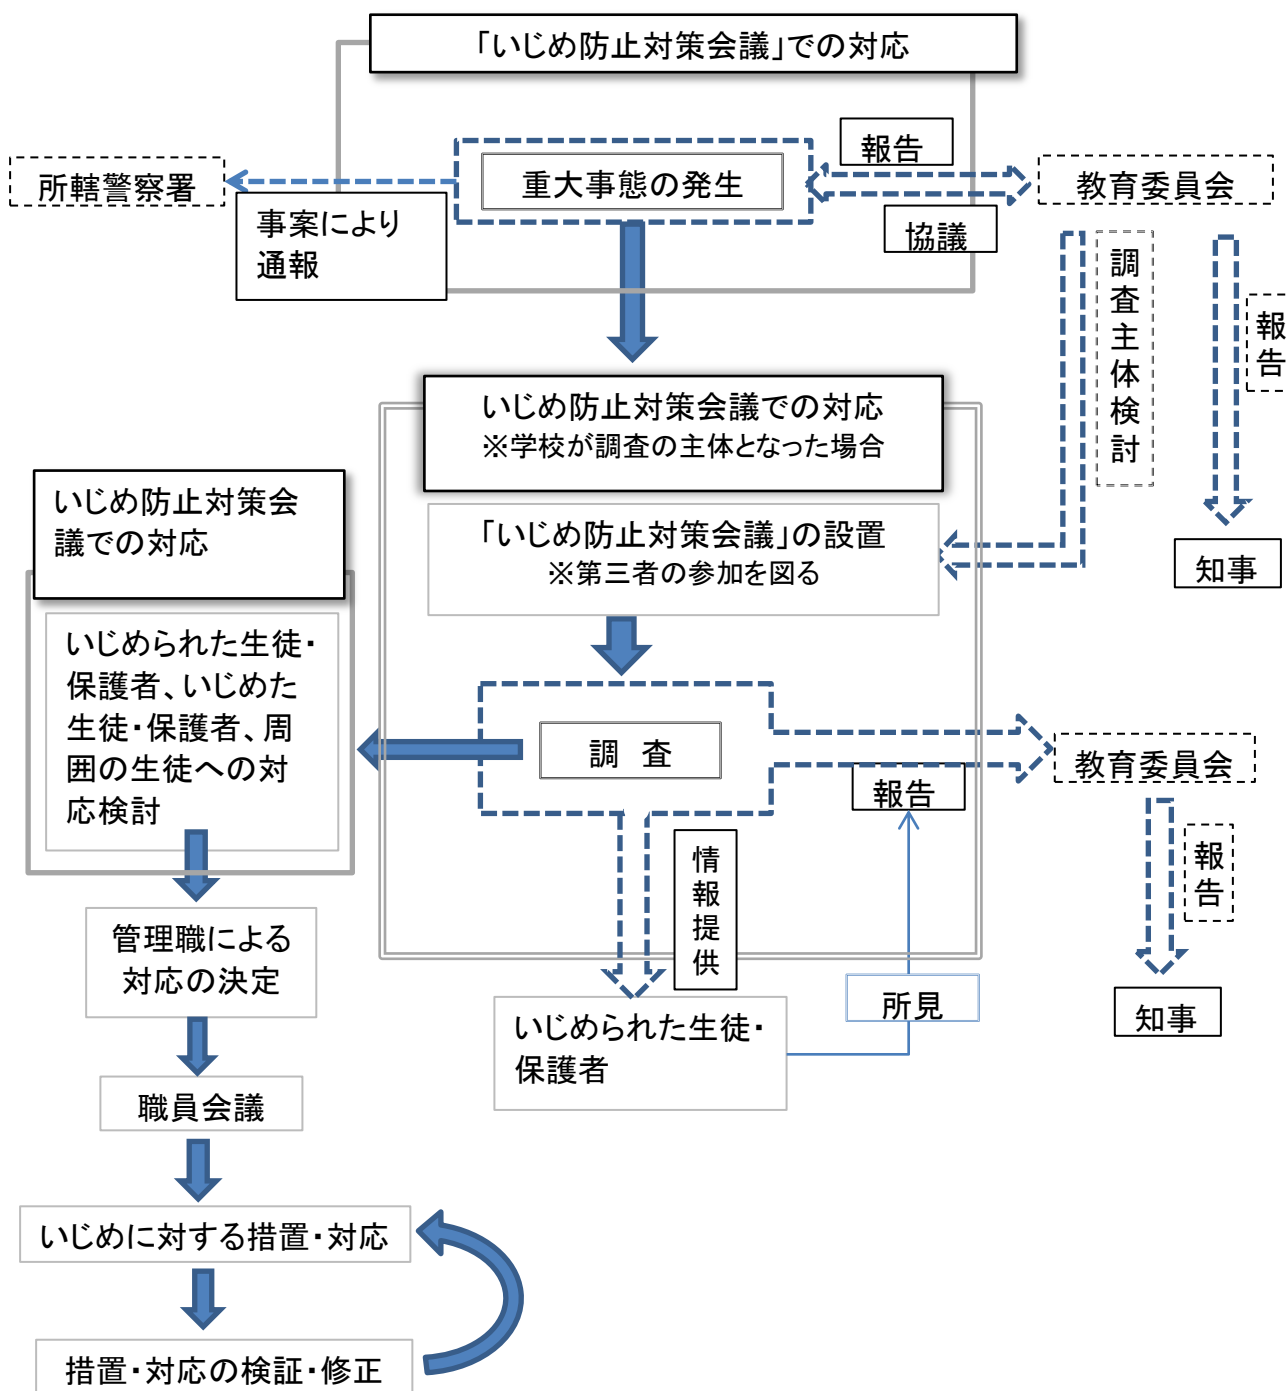 「いじめ防止対策会議」での対応
報告
重大事態の発生
所轄警察署
教育委員会
事案により
通報
協議
調査主体検討
報告
いじめ防止対策会議での対応
※学校が調査の主体となった場合
いじめ防止対策会
議での対応
「いじめ防止対策会議」の設置
※第三者の参加を図る
知事
いじめられた生徒・
保護者、いじめた
生徒・保護者、周
囲の生徒への対
応検討
調 査
教育委員会
報告
情報提供
報告
管理職による
対応の決定
所見
知事
いじめられた生徒・
保護者
職員会議
いじめに対する措置・対応
措置・対応の検証・修正